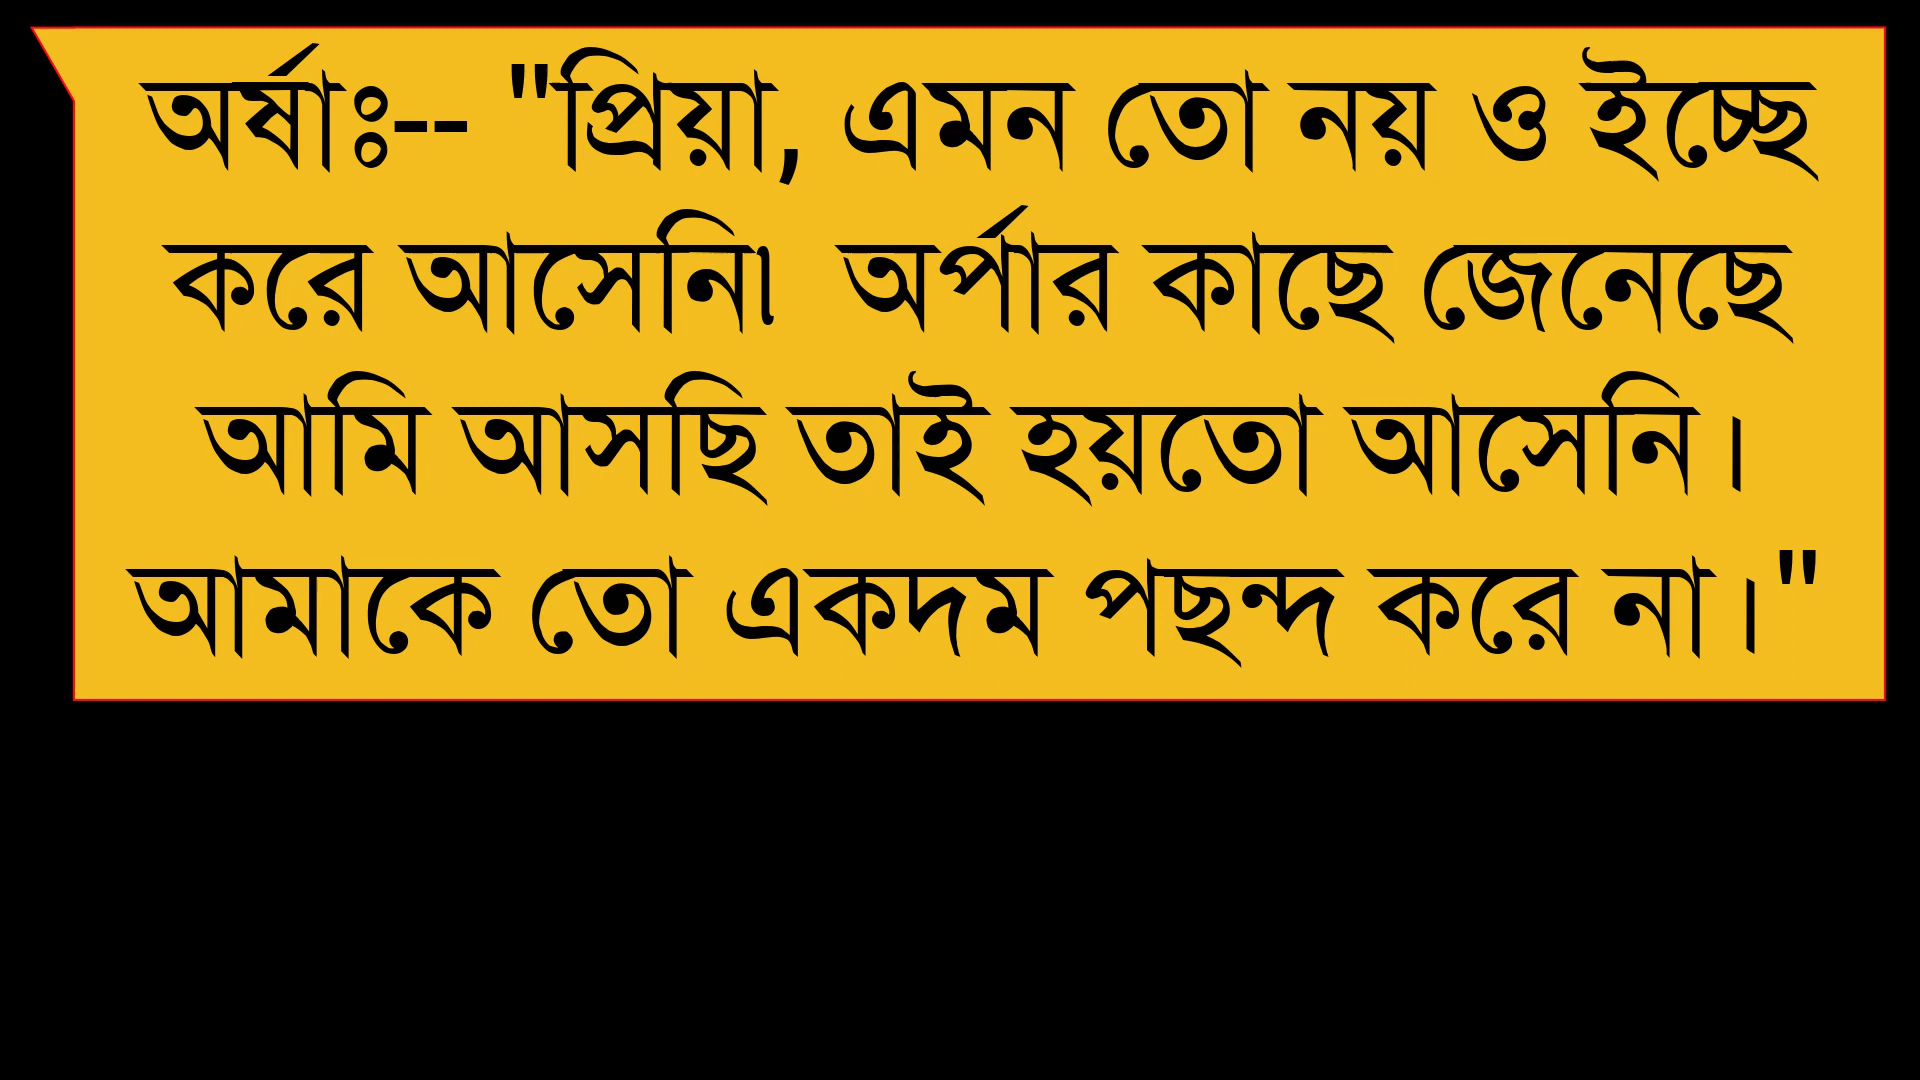 অর্ষাঃ-- "প্রিয়া, এমন তো নয় ও ইচ্ছে
করে আসেনি৷ অর্পার কাছে জেনেছে
আমি আসছি তাই হয়তো আসেনি।
আমাকে তো একদম পছন্দ করে না।"